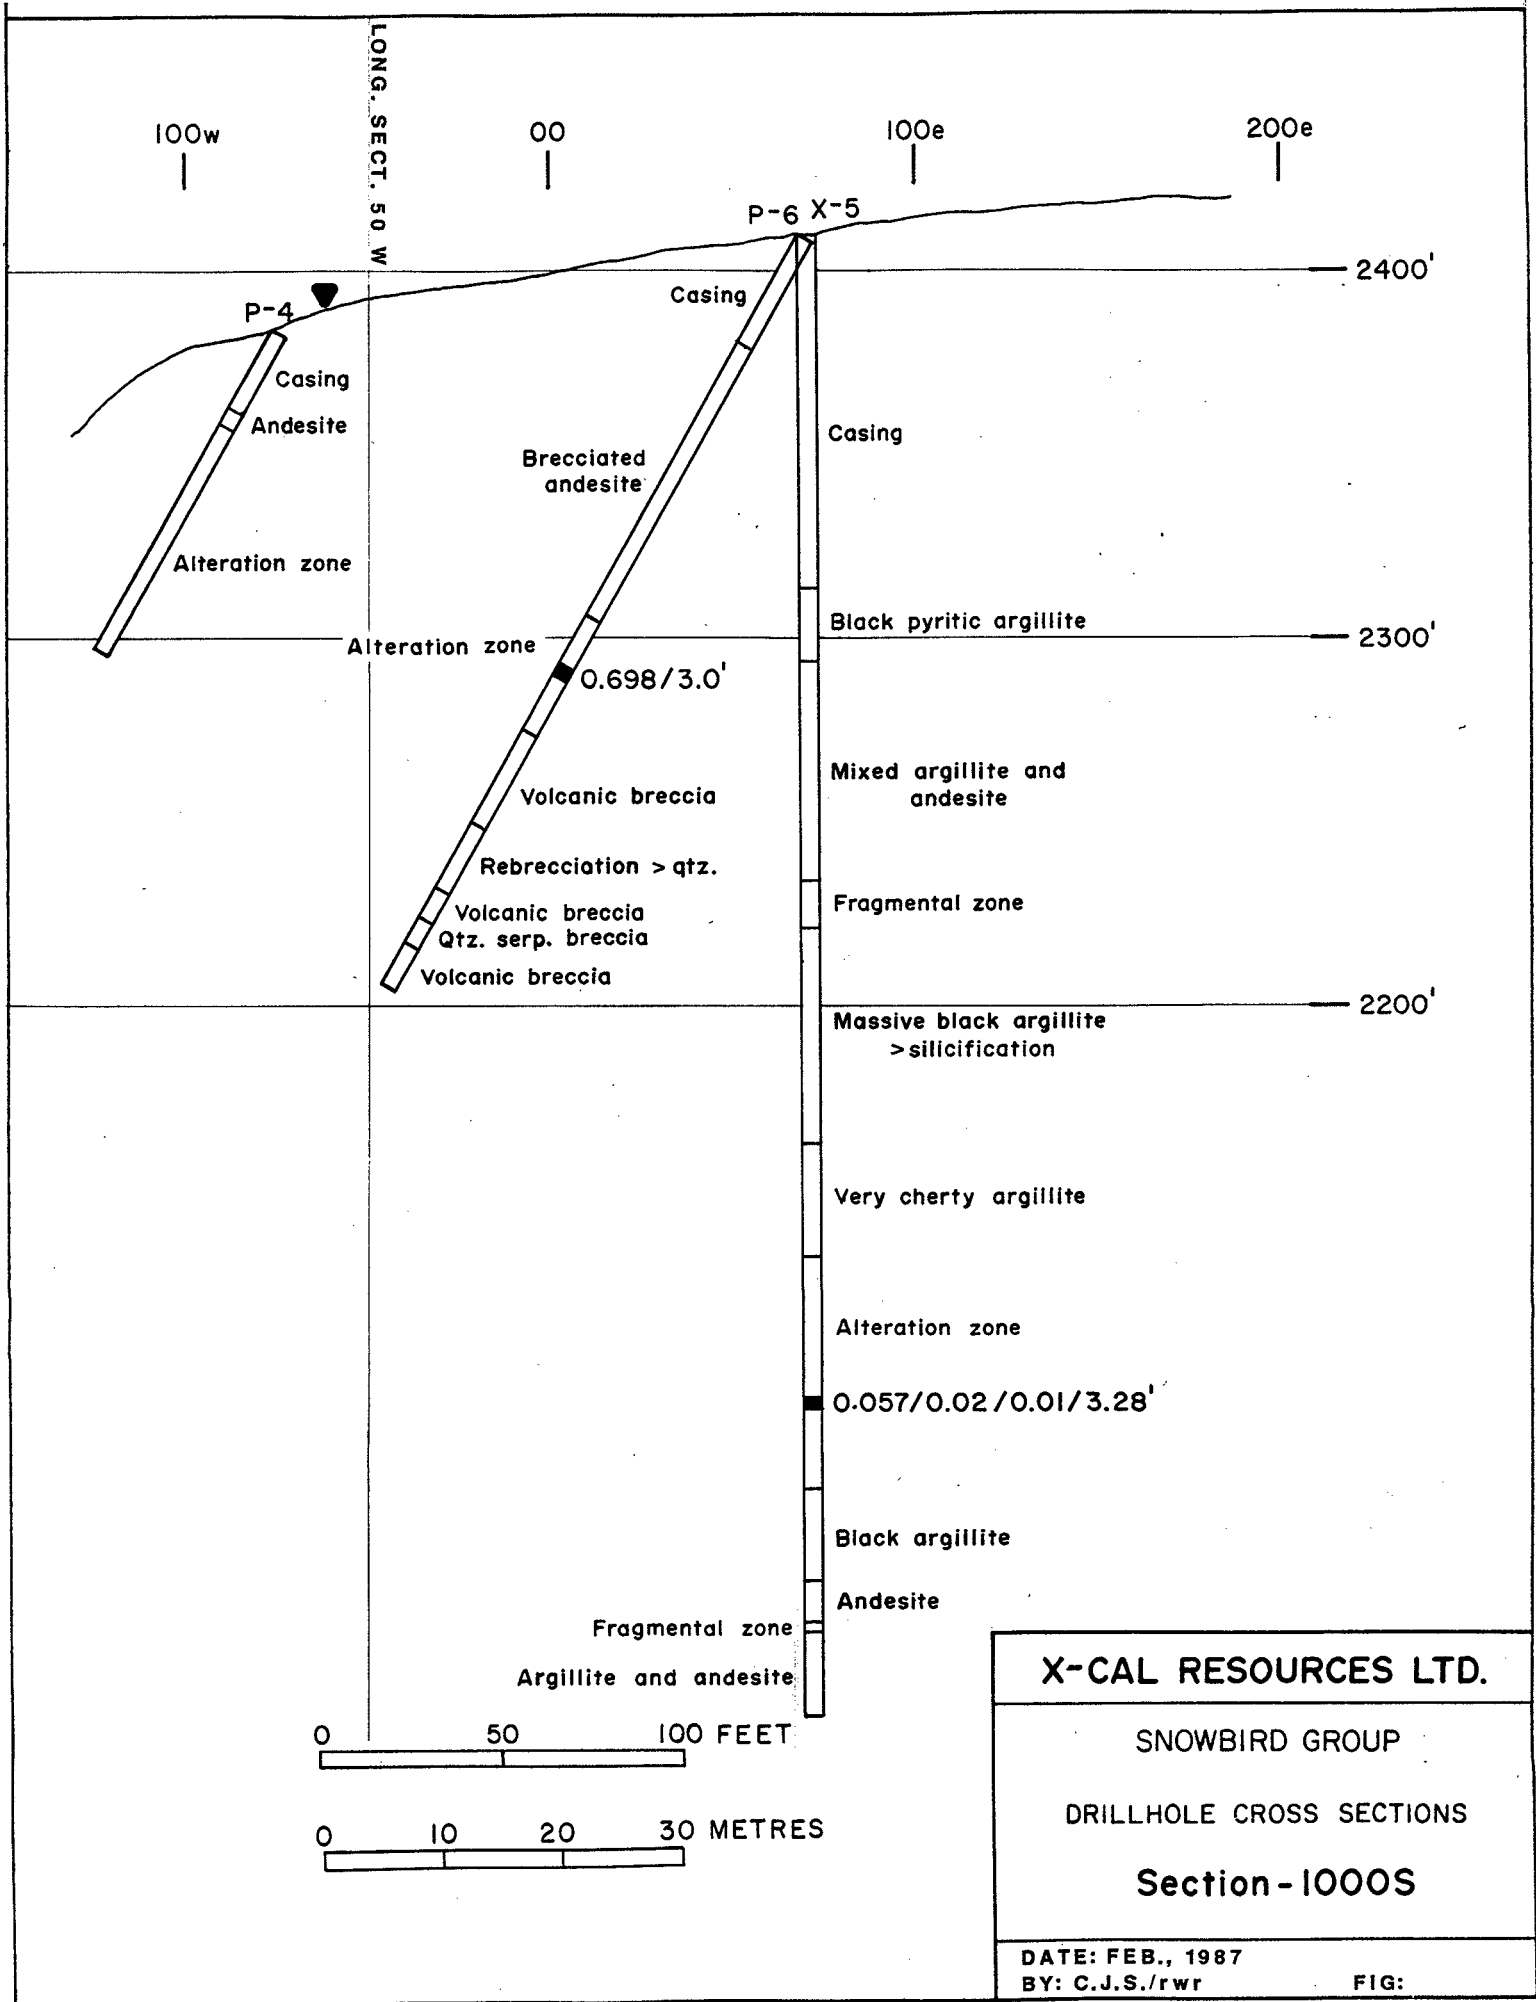 LONG. SECT. 50 W
100w
00
100e
200e
P-6 X-5
2400'
Casing
P-4
Casing
Andesite
Casing
Brecciated
andesite
Alteration zone
Black pyritic argillite
2300'
Alteration zone
0.698/3.0'
Mixed argillite and
andesite
Volcanic breccia
Rebrecciation > qtz.
Fragmental zone
Volcanic breccia
Qtz. serp. breccia
Volcanic breccia
2200'
Massive black argillite
>silicification
Very cherty argillite
Alteration zone
0.057/0.02/0.01/3.28'
Black argillite
Andesite
Fragmental zone
Argillite and andesite
0 50 100 FEET
0 10 20 30 METRES
X-CAL RESOURCES LTD.
SNOWBIRD GROUP
DRILLHOLE CROSS SECTIONS
Section-1000S
DATE: FEB., 1987
BY: C.J.S./rwr FIG: